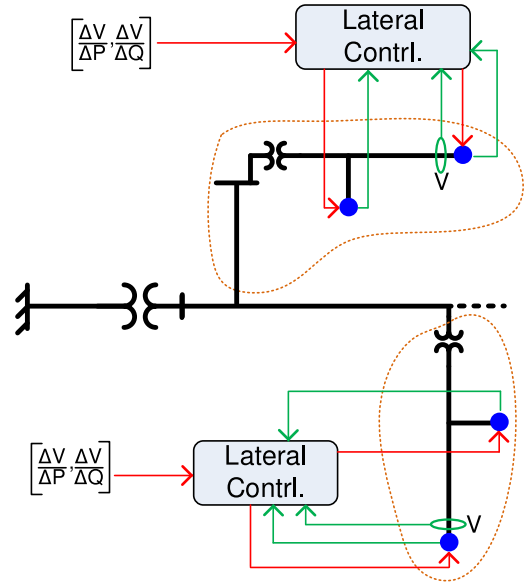 [ΔV/ΔP, ΔV/ΔQ]
Lateral
Contrl.
V
[ΔV/ΔP, ΔV/ΔQ]
Lateral
Contrl.
V